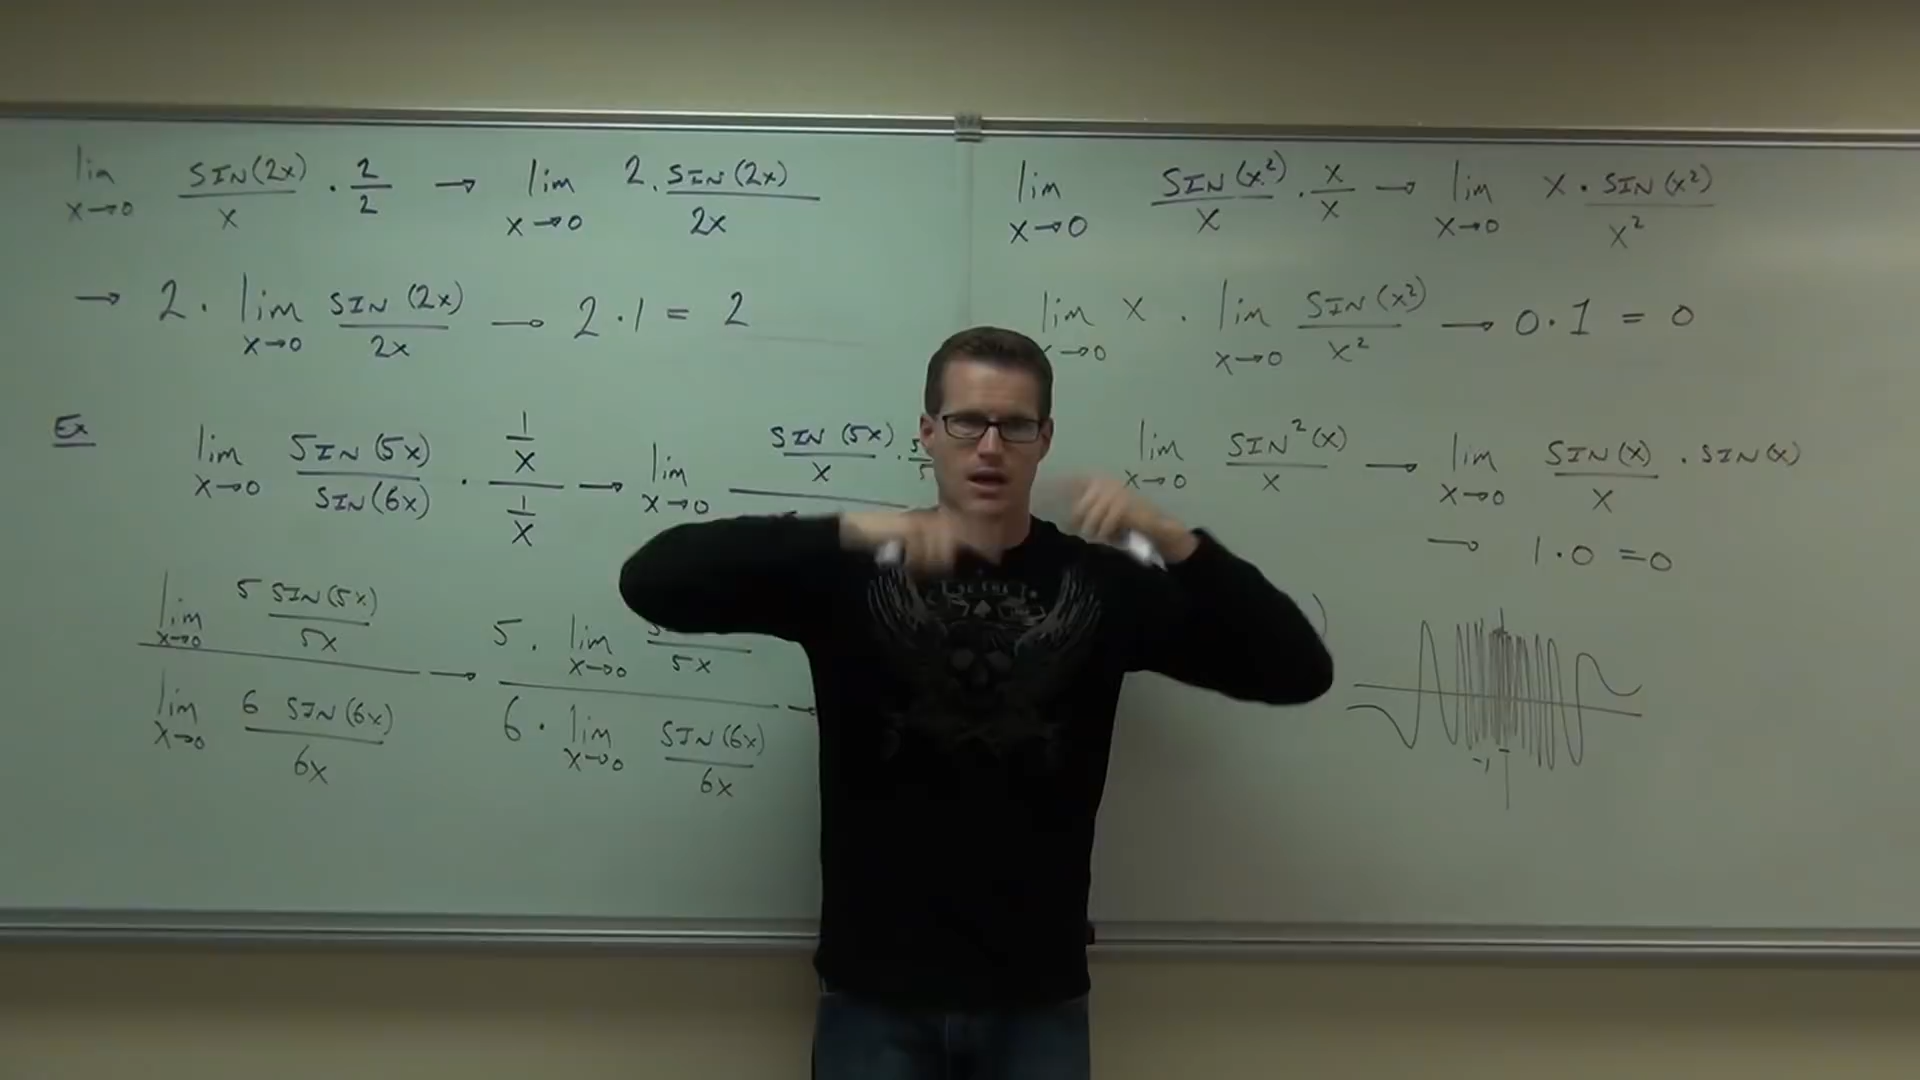 lim x→0 SIN(2x)/x · 2/2 → lim x→0 2 · SIN(2x)/2x
→ 2 · lim x→0 SIN (2x)/2x → 2 · 1 = 2
Ex lim x→0 SIN (5x)/SIN(6x) · (1/x)/(1/x) → lim x→0 SIN (5x)/x · 5/5
lim x→0 5 SIN(5x)/5x → 5 · lim x→0 5x
lim x→0 6 SIN(6x)/6x 6 · lim x→0 SIN(6x)/6x →
lim x→0 SIN(x²)/x · x/x → lim x→0 x · SIN(x²)/x²
lim x→0 x · lim x→0 SIN(x²)/x² → 0 · 1 = 0
lim x→0 SIN²(x)/x → lim x→0 SIN(x)/x · SIN(x)
→ 1 · 0 = 0
-1